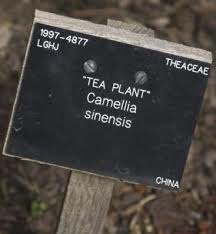 1997-4877
THEACEAE
LGHJ
"TEA PLANT"
Camellia
sinensis
CHINA